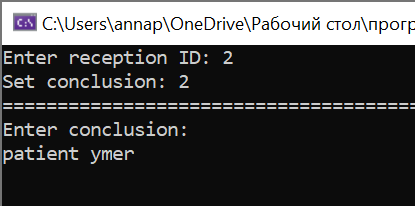 C:\Users\annap\OneDrive\Рабочий стол\прогр
Enter reception ID: 2
Set conclusion: 2
==========================================
Enter conclusion:
patient ymer